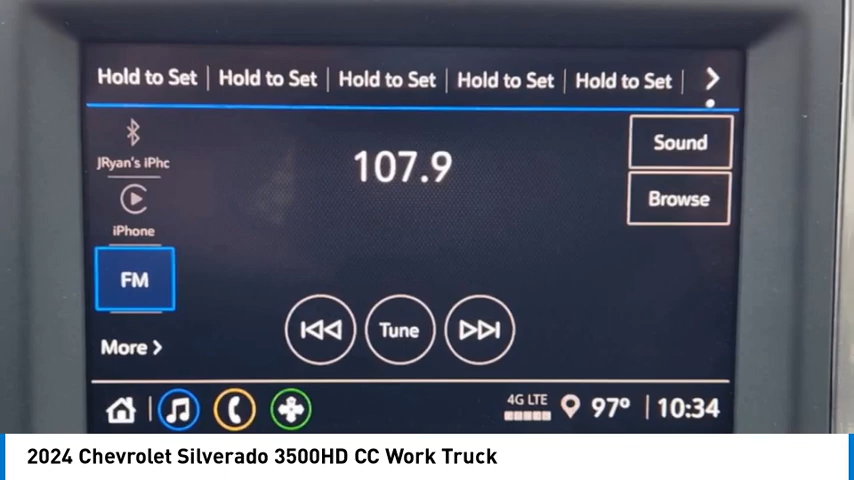 Hold to Set | Hold to Set | Hold to Set | Hold to Set | Hold to Set |
JRyan's iPhc
107.9
Sound
iPhone
Browse
FM
Tune
More >
4G LTE 97° | 10:34
2024 Chevrolet Silverado 3500HD CC Work Truck